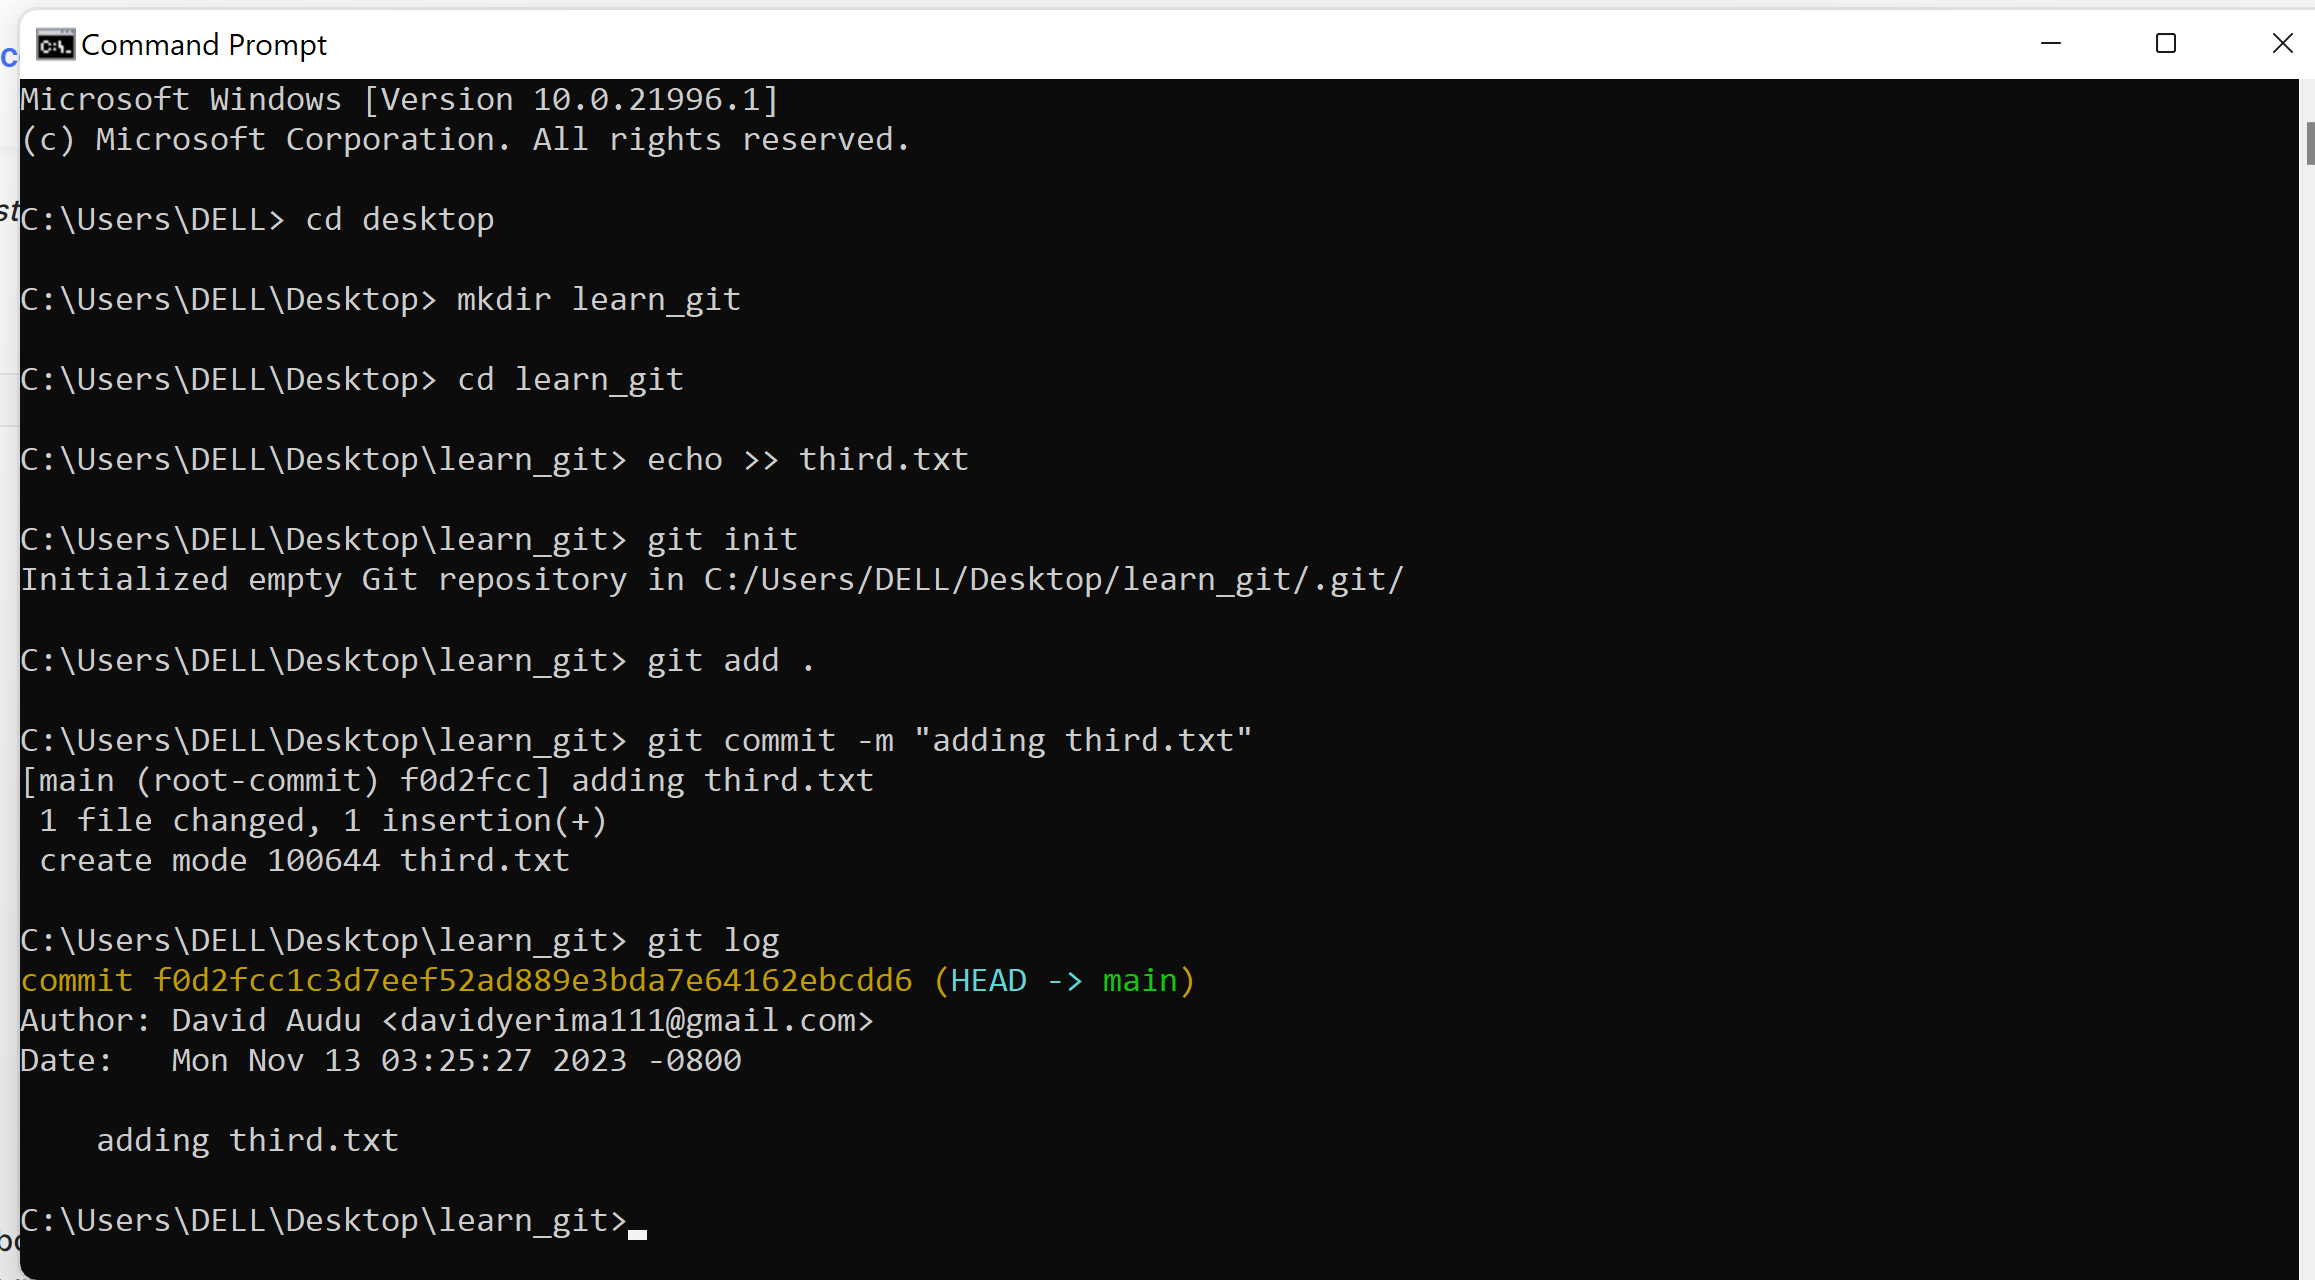 Command Prompt
Microsoft Windows [Version 10.0.21996.1]
(c) Microsoft Corporation. All rights reserved.
C:\Users\DELL> cd desktop
C:\Users\DELL\Desktop> mkdir learn_git
C:\Users\DELL\Desktop> cd learn_git
C:\Users\DELL\Desktop\learn_git> echo >> third.txt
C:\Users\DELL\Desktop\learn_git> git init
Initialized empty Git repository in C:/Users/DELL/Desktop/learn_git/.git/
C:\Users\DELL\Desktop\learn_git> git add .
C:\Users\DELL\Desktop\learn_git> git commit -m "adding third.txt"
[main (root-commit) f0d2fcc] adding third.txt
 1 file changed, 1 insertion(+)
 create mode 100644 third.txt
C:\Users\DELL\Desktop\learn_git> git log
commit f0d2fcc1c3d7eef52ad889e3bda7e64162ebcdd6 (HEAD -> main)
Author: David Audu <davidyerima111@gmail.com>
Date:   Mon Nov 13 03:25:27 2023 -0800
    adding third.txt
C:\Users\DELL\Desktop\learn_git>